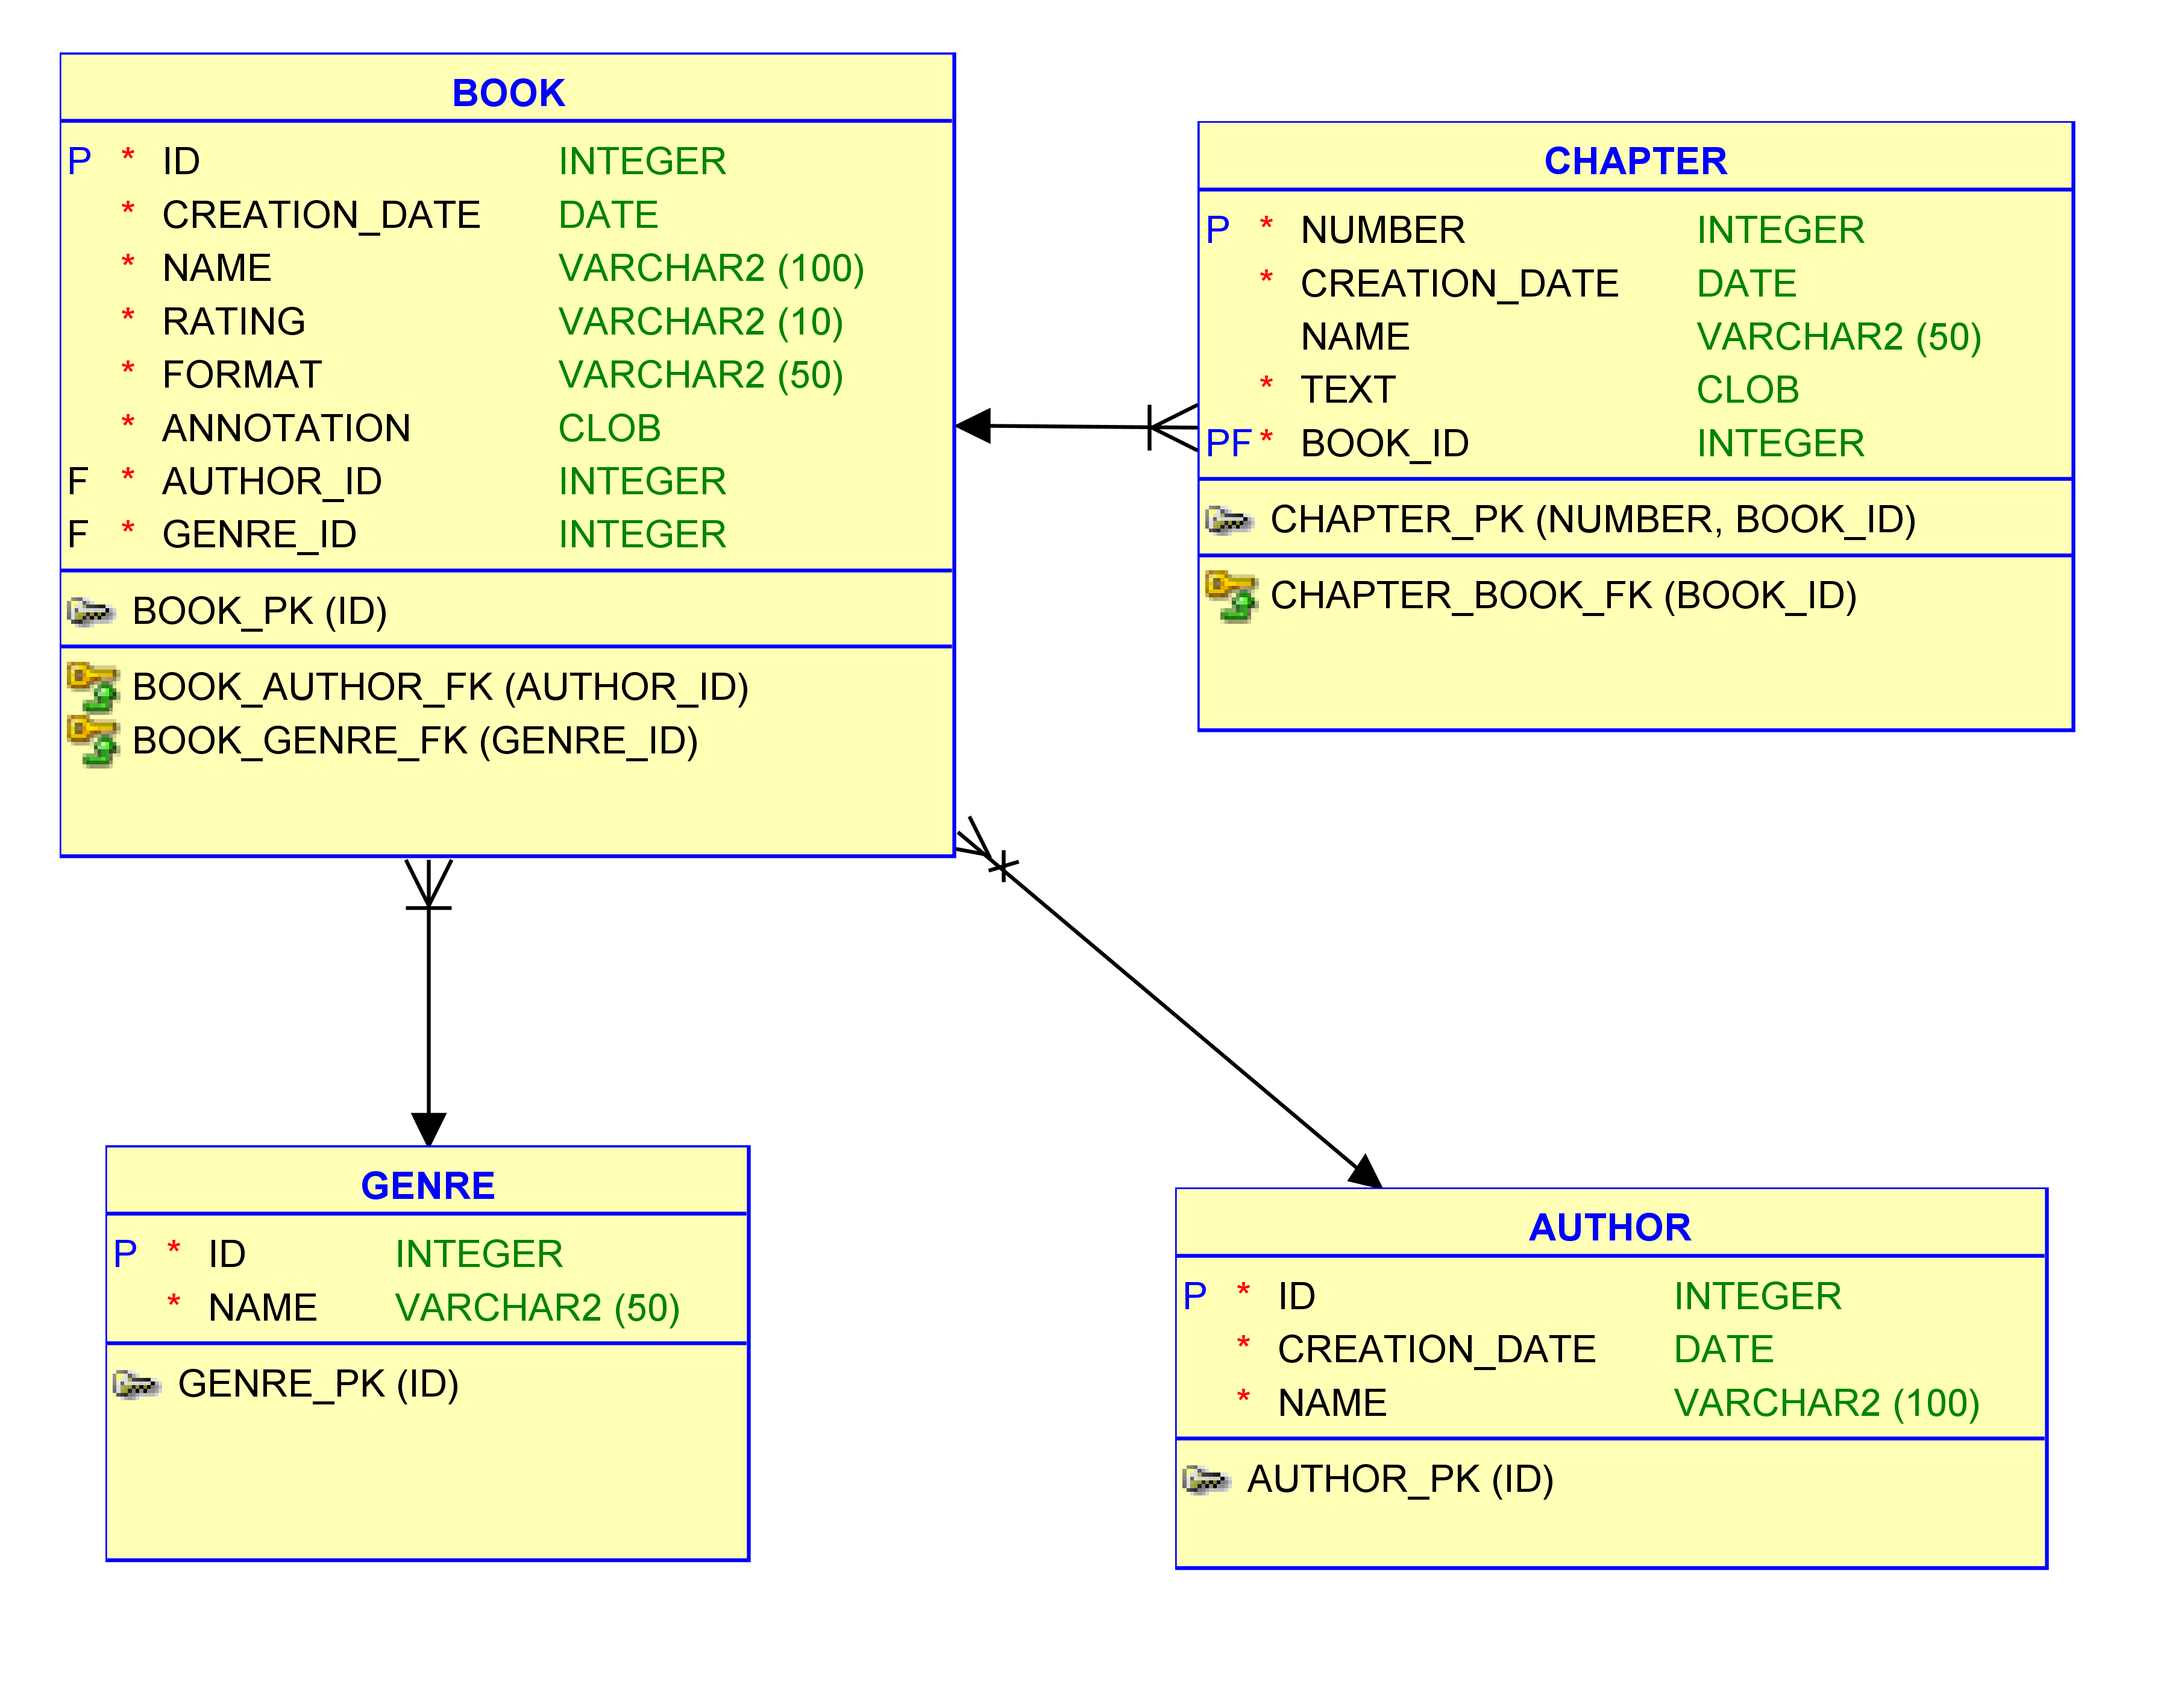 BOOK
P * ID INTEGER
* CREATION_DATE DATE
* NAME VARCHAR2 (100)
* RATING VARCHAR2 (10)
* FORMAT VARCHAR2 (50)
* ANNOTATION CLOB
F * AUTHOR_ID INTEGER
F * GENRE_ID INTEGER
BOOK_PK (ID)
BOOK_AUTHOR_FK (AUTHOR_ID)
BOOK_GENRE_FK (GENRE_ID)
CHAPTER
P * NUMBER INTEGER
* CREATION_DATE DATE
NAME VARCHAR2 (50)
* TEXT CLOB
PF * BOOK_ID INTEGER
CHAPTER_PK (NUMBER, BOOK_ID)
CHAPTER_BOOK_FK (BOOK_ID)
GENRE
P * ID INTEGER
* NAME VARCHAR2 (50)
GENRE_PK (ID)
AUTHOR
P * ID INTEGER
* CREATION_DATE DATE
* NAME VARCHAR2 (100)
AUTHOR_PK (ID)